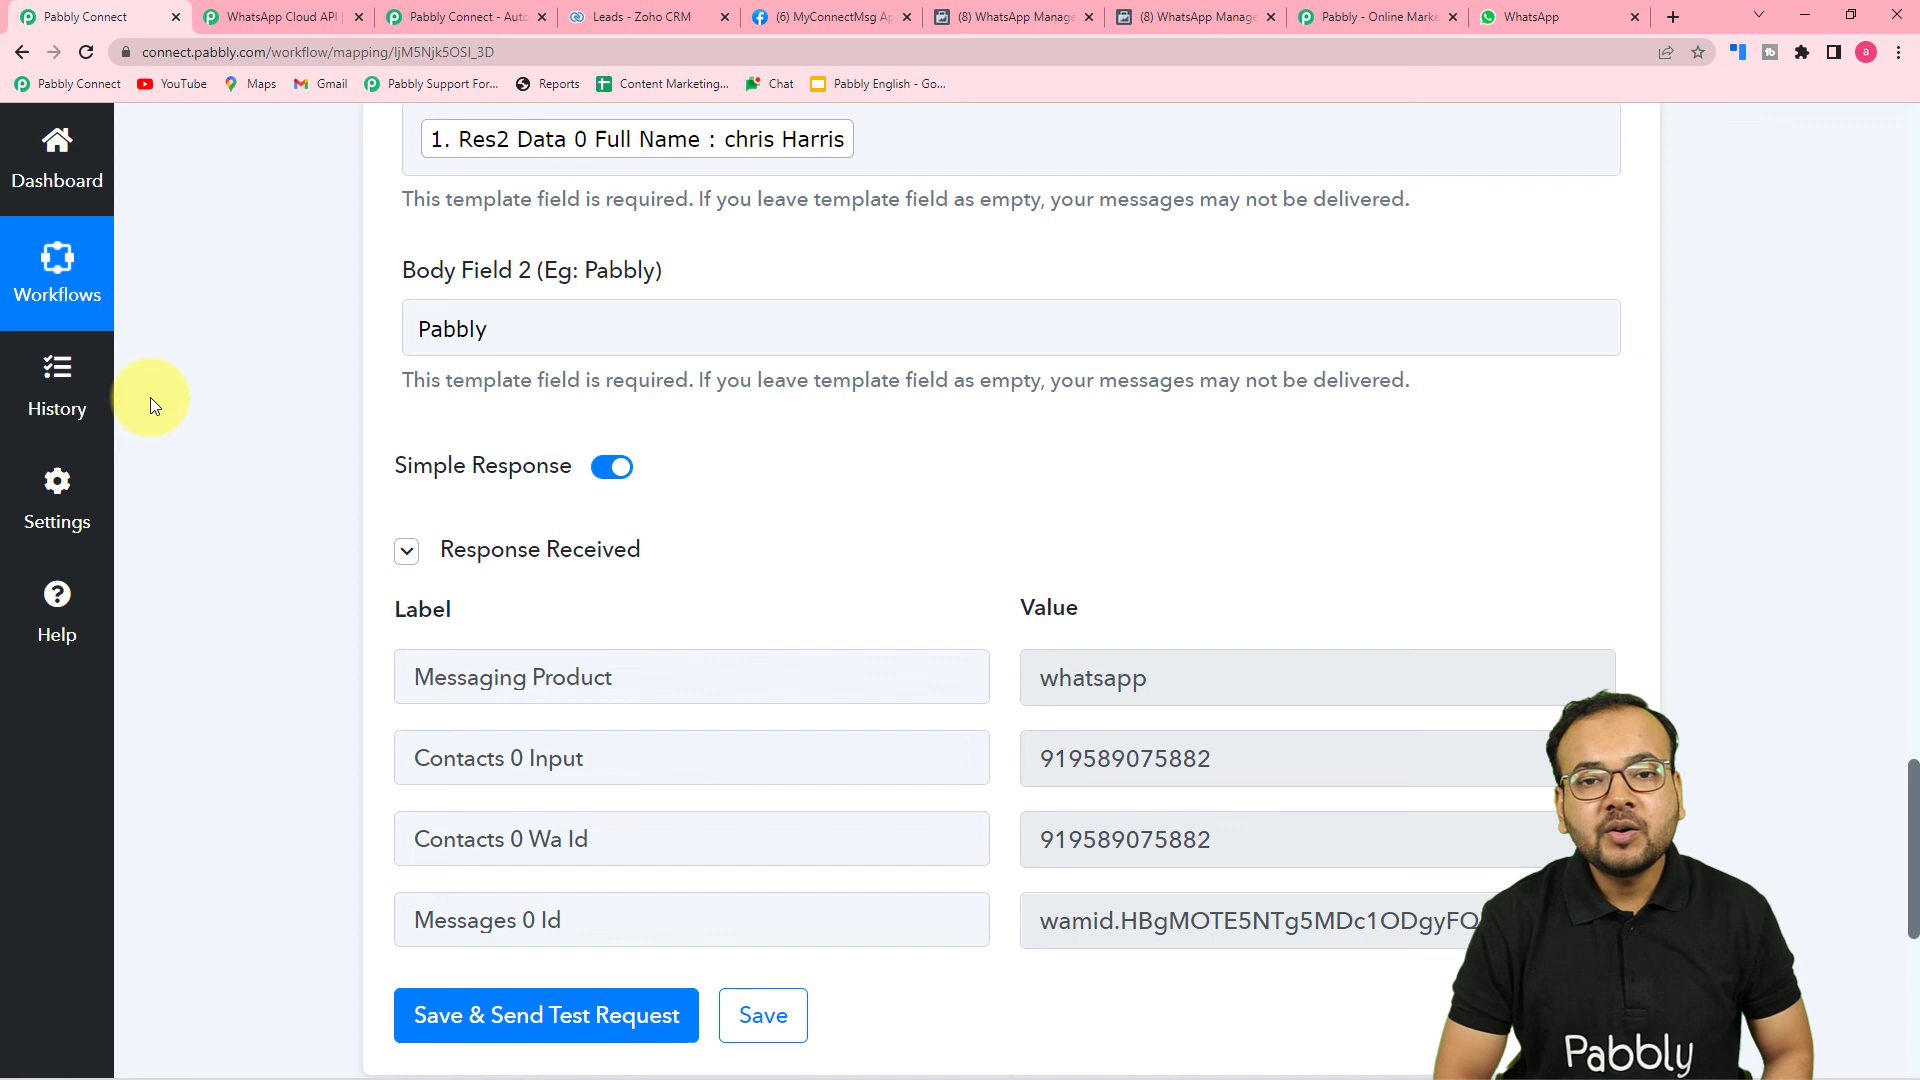 Pabbly Connect
WhatsApp Cloud API |
Pabbly Connect - Auto
Leads - Zoho CRM
(6) MyConnectMsg Ap
(8) WhatsApp Manage
(8) WhatsApp Manage
Pabbly - Online Marke
WhatsApp
connect.pabbly.com/workflow/mapping/IjM5Njk5OSI_3D
a
Pabbly Connect
YouTube
Maps
Gmail
Pabbly Support For...
Reports
Content Marketing...
Chat
Pabbly English - Go...
Dashboard
Workflows
History
Settings
Help
1. Res2 Data 0 Full Name : chris Harris
This template field is required. If you leave template field as empty, your messages may not be delivered.
Body Field 2 (Eg: Pabbly)
Pabbly
This template field is required. If you leave template field as empty, your messages may not be delivered.
Simple Response
Response Received
Label
Value
Messaging Product
whatsapp
Contacts 0 Input
919589075882
Contacts 0 Wa Id
919589075882
Messages 0 Id
wamid.HBgMOTE5NTg5MDc1ODgyFQ
Save & Send Test Request
Save
Pabbly